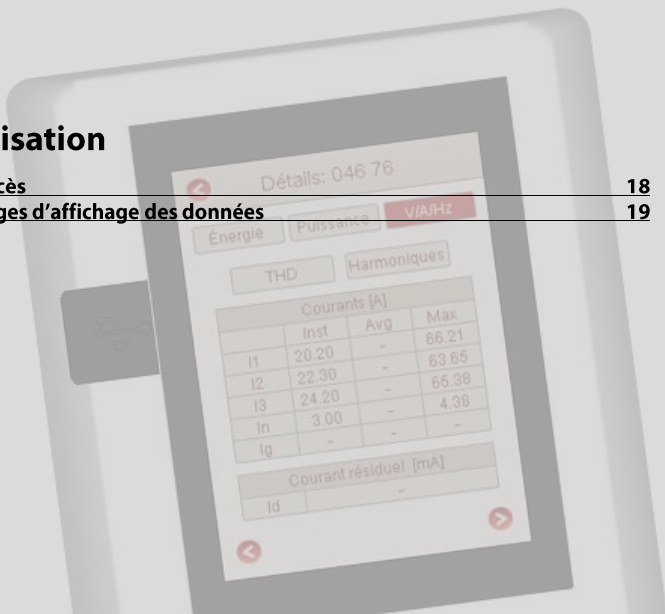 isation
cès 18
ges d’affichage des données 19
Détails: 046 76
Énergie Puissance V/A/Hz
THD Harmoniques
Courants [A]
Inst Avg Max
I1 20.20 - 66.21
I2 22.30 - 63.65
I3 24.20 - 65.38
In 3.00 - 4.38
Ig - - -
Courant résiduel [mA]
Id -